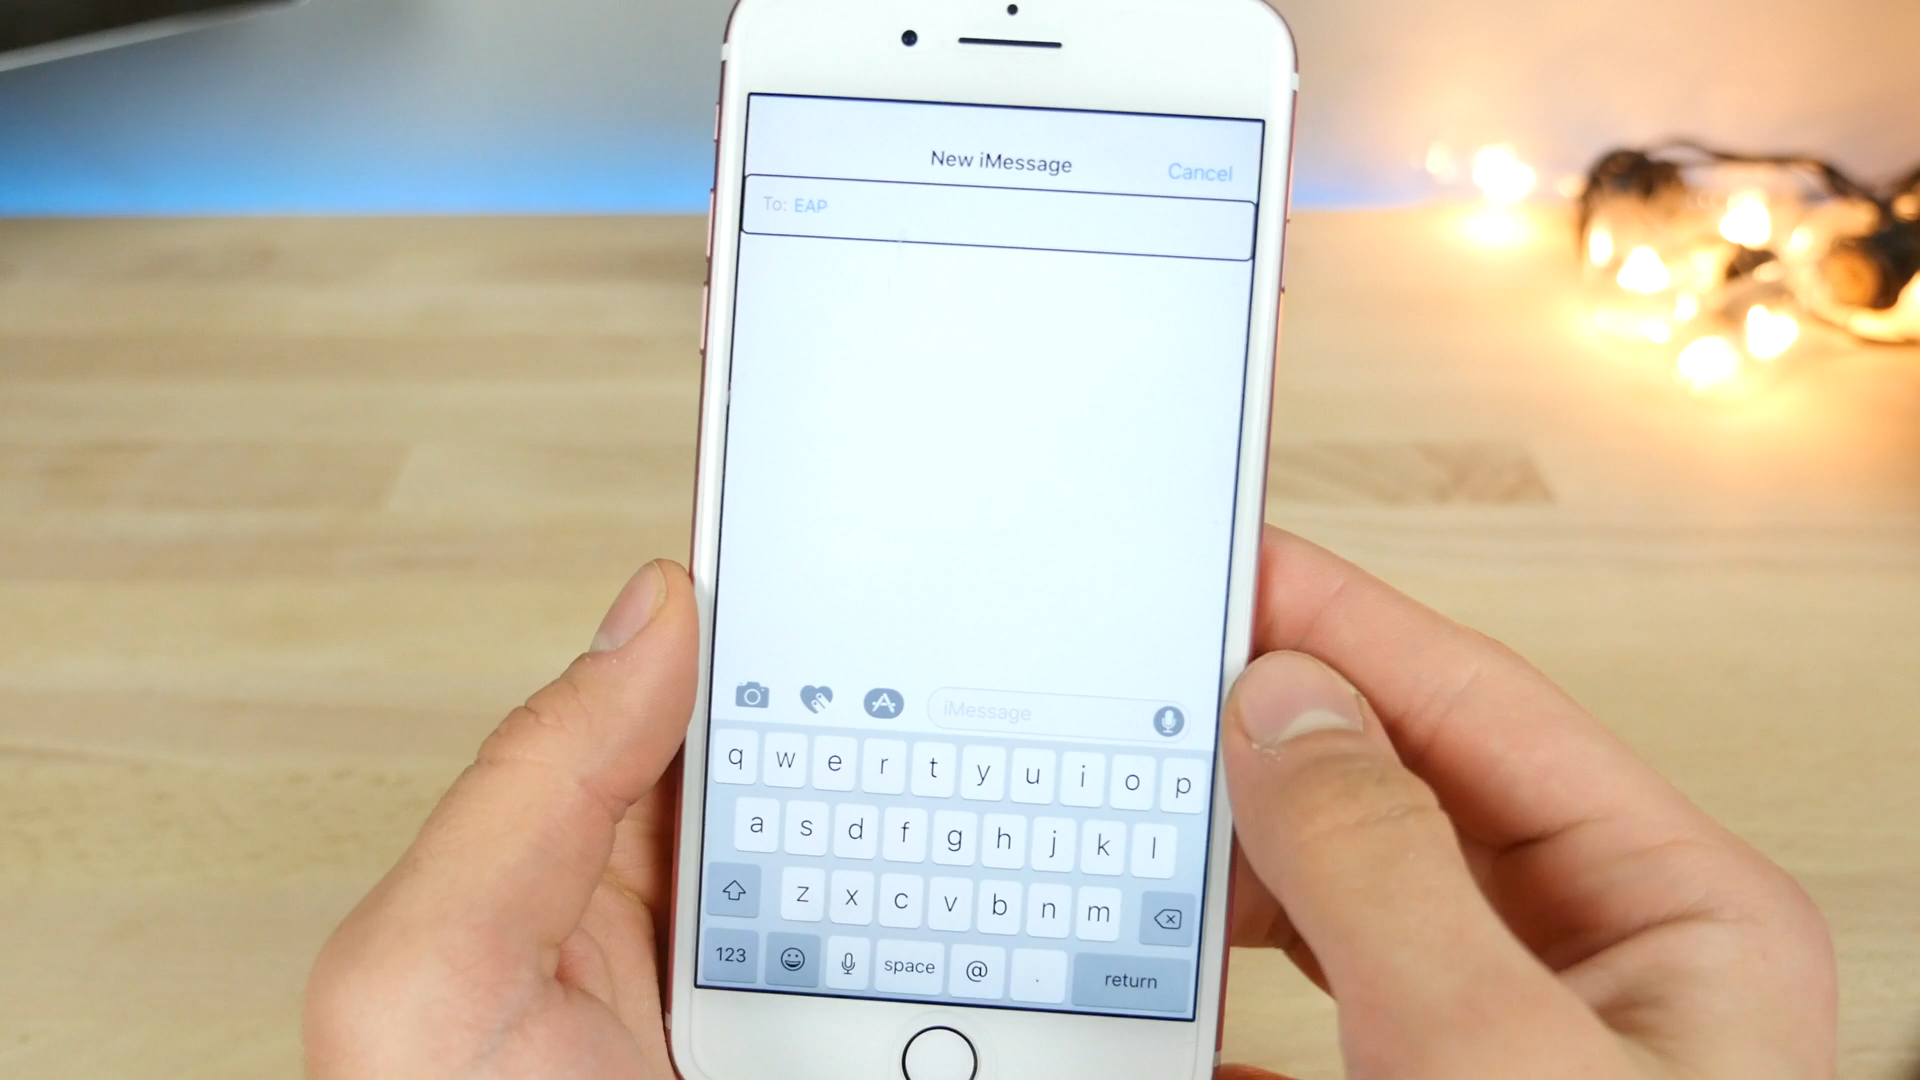 New iMessage
Cancel
To: EAP
iMessage
q w e r t y u i o p
a s d f g h j k l
z x c v b n m
123 space @ . return